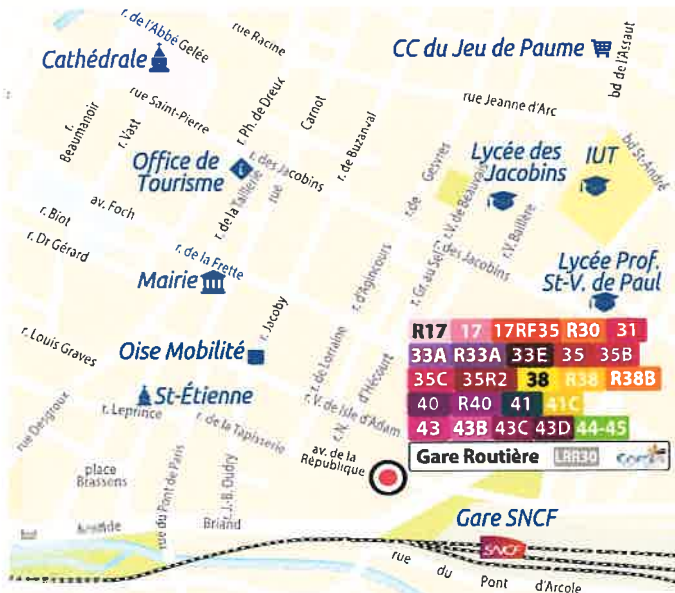 r. de l'Abbé Gelée
rue Racine
Cathédrale
CC du Jeu de Paume
bd de l'Assaut
rue Saint-Pierre
r. Ph. de Dreux
Carnot
rue Jeanne d'Arc
r. Beaumanoir
r. Vast
r. de Buzanval
bd St-André
Office de
Tourisme
r. des Jacobins
Lycée des
Jacobins
IUT
r. de Gesvres
r. V. de Beauvais
r. de la Taillerie
rue
av. Foch
r. Biot
r. Dr Gérard
r. de la Frette
r. d'Agincourt
r. Gr. au Sel
r. des Jacobins
r. V. Baillère
Mairie
Lycée Prof.
St-V. de Paul
r. Jacoby
r. Louis Graves
Oise Mobilité
r. de Lorraine
r. d'Hécourt
R17 17 17RF35 R30 31
33A R33A 33E 35 35B
35C 35R2 38 R38 R38B
40 R40 41 41C
43 43B 43C 43D 44-45
Gare Routière LRR30
St-Étienne
rue Desgroux
r. Leprince
r. de la Tapisserie
r. V. de Isle d'Adam
r. N.
av. de la
République
place
Brassens
rue du Pont de Paris
r. J.-B. Oudry
Briand
Gare SNCF
SNCF
rue du Pont d'Arcole